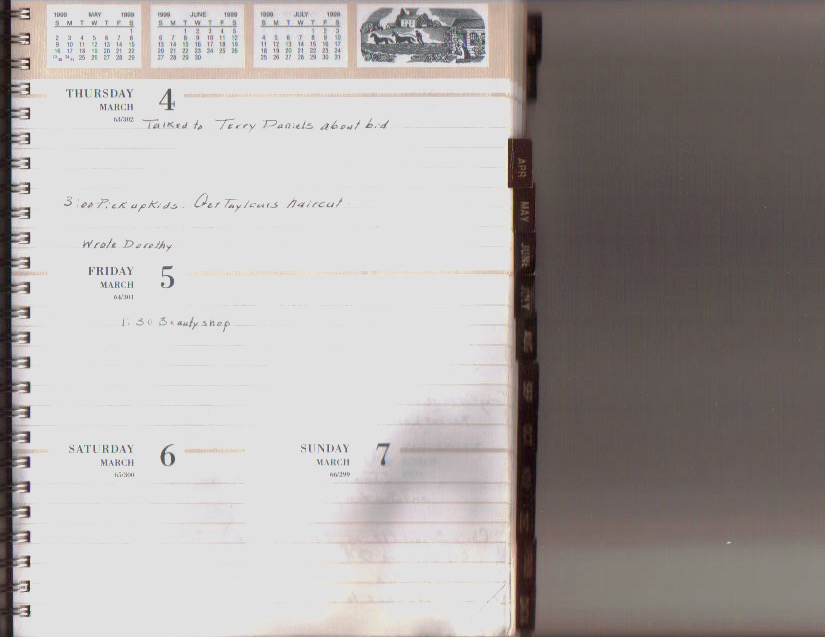 1999 MAY 1999
S M T W T F S
1
2 3 4 5 6 7 8
9 10 11 12 13 14 15
16 17 18 19 20 21 22
23/30 24/31 25 26 27 28 29
1999 JUNE 1999
S M T W T F S
1 2 3 4 5
6 7 8 9 10 11 12
13 14 15 16 17 18 19
20 21 22 23 24 25 26
27 28 29 30
1999 JULY 1999
S M T W T F S
1 2 3
4 5 6 7 8 9 10
11 12 13 14 15 16 17
18 19 20 21 22 23 24
25 26 27 28 29 30 31
THURSDAY 4
MARCH
63/302
Talked to Terry Daniels about bid
3:00 Pick up Kids. Get Taylours haircut
Wrote Dorothy
FRIDAY 5
MARCH
64/301
1:30 Beauty shop
SATURDAY 6
MARCH
65/300
SUNDAY 7
MARCH
66/299
APR
MAY
JUNE
JULY
AUG
SEP
OCT